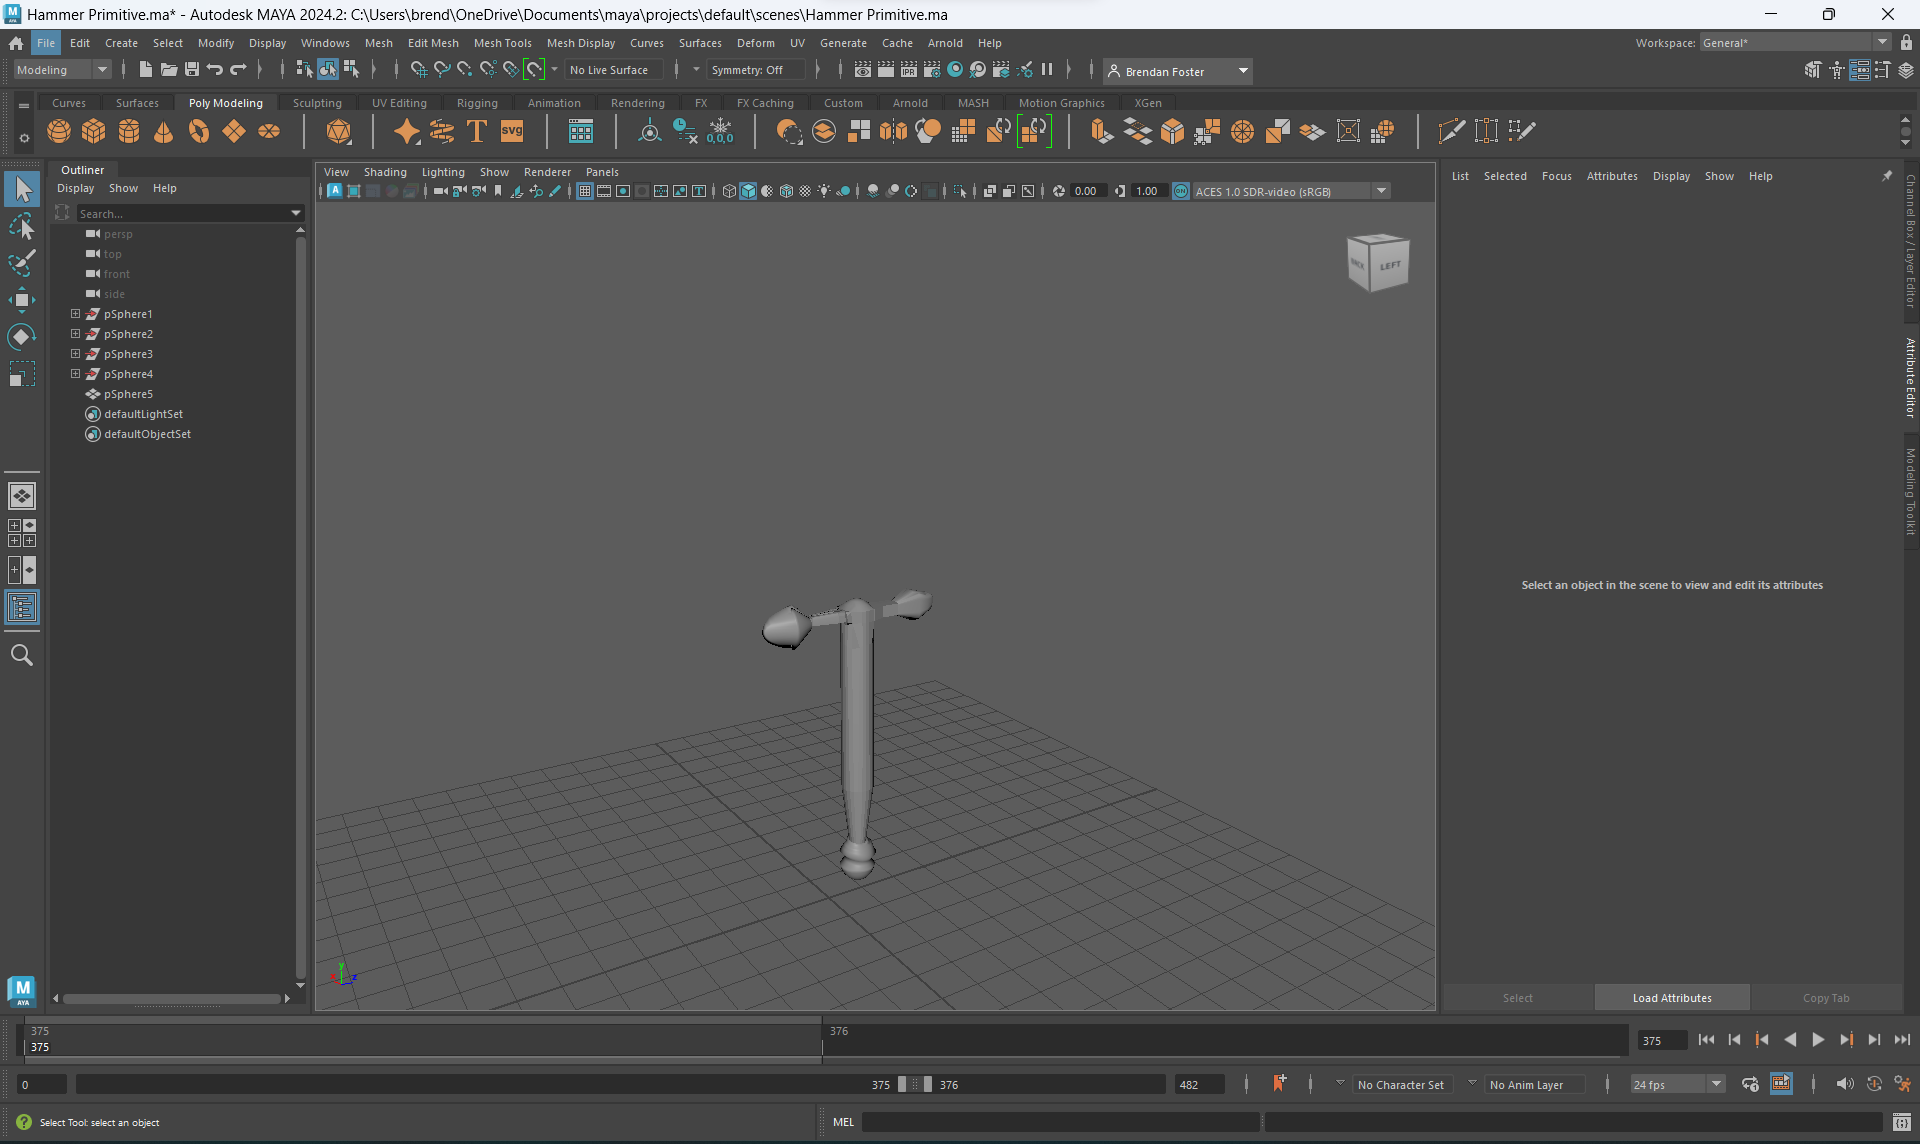 Hammer Primitive.ma* - Autodesk MAYA 2024.2: C:\Users\brend\OneDrive\Documents\maya\projects\default\scenes\Hammer Primitive.ma
File Edit Create Select Modify Display Windows Mesh Edit Mesh Mesh Tools Mesh Display Curves Surfaces Deform UV Generate Cache Arnold Help Workspace: General*
Modeling No Live Surface Symmetry: Off IPR Brendan Foster
Curves Surfaces Poly Modeling Sculpting UV Editing Rigging Animation Rendering FX FX Caching Custom Arnold MASH Motion Graphics XGen
T svg 0,0,0
Outliner
Display Show Help
Search...
persp
top
front
side
pSphere1
pSphere2
pSphere3
pSphere4
pSphere5
defaultLightSet
defaultObjectSet
View Shading Lighting Show Renderer Panels
0.00 1.00 ON ACES 1.0 SDR-video (sRGB)
BACK LEFT
y
x z
List Selected Focus Attributes Display Show Help
Channel Box / Layer Editor
Attribute Editor
Modeling Toolkit
Select an object in the scene to view and edit its attributes
Select Load Attributes Copy Tab
M
AYA
375 376
375
375
0 375 376 482 No Character Set No Anim Layer 24 fps
Select Tool: select an object MEL